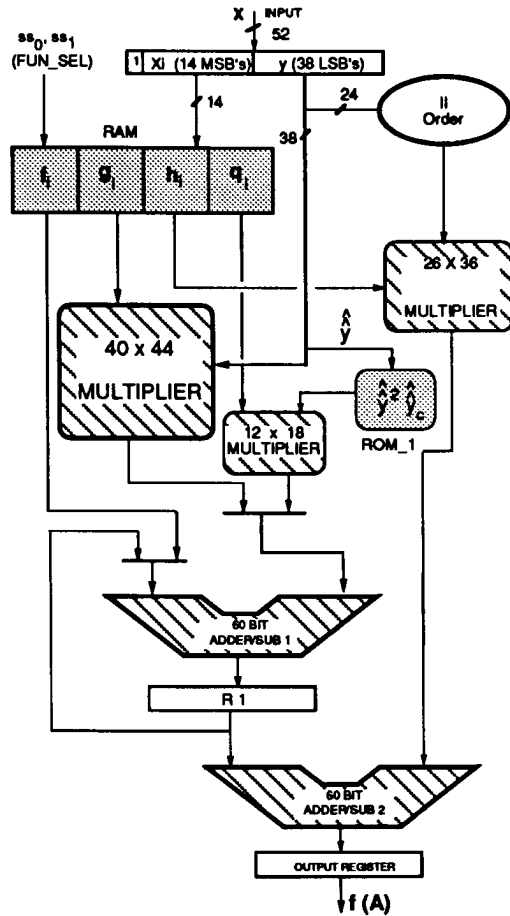 X INPUT
52
ss0, ss1
(FUN_SEL)
1 Xi (14 MSB's) y (38 LSB's)
14
24
38
II
Order
RAM
fi gi hi qi
26 X 36
MULTIPLIER
40 x 44
MULTIPLIER
ŷ̂
ŷ̂² ŷ̂c
ROM_1
12 x 18
MULTIPLIER
60 BIT
ADDER/SUB 1
R 1
60 BIT
ADDER/SUB 2
OUTPUT REGISTER
f (A)